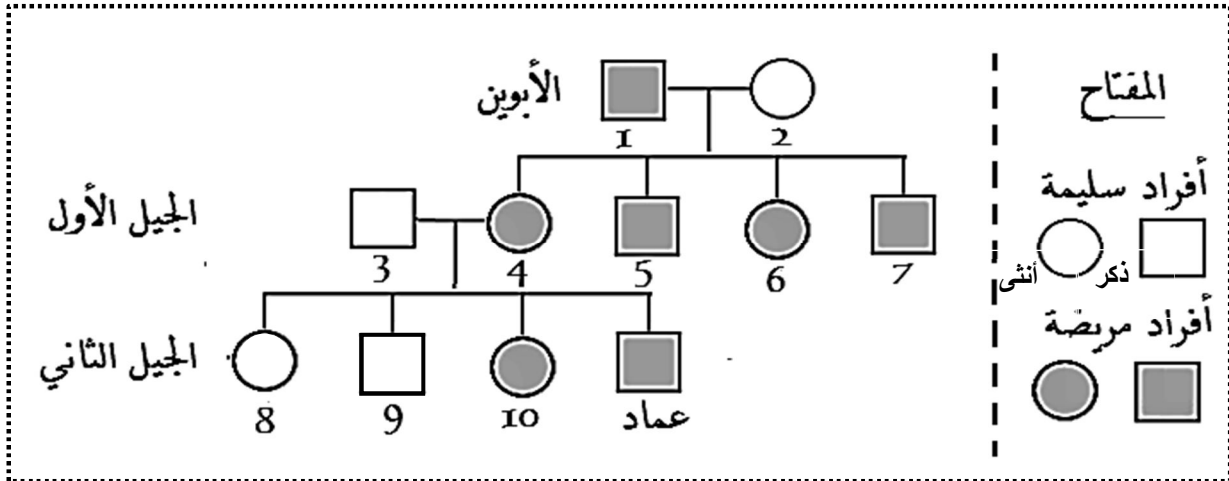 المفتاح
أفراد سليمة
ذكر
أنثى
أفراد مريضة
الأبوين
1 2
الجيل الأول
3 4 5 6 7
الجيل الثاني
8 9 10 عماد